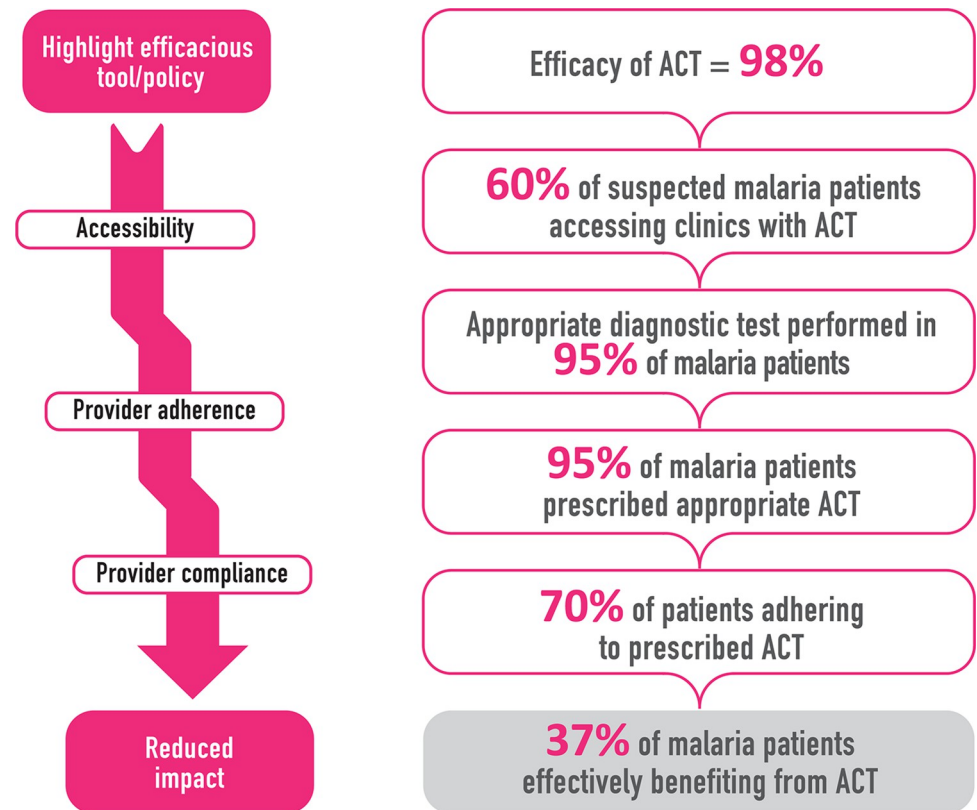 Highlight efficacious
tool/policy
Accessibility
Provider adherence
Provider compliance
Reduced
impact
Efficacy of ACT = 98%
60% of suspected malaria patients
accessing clinics with ACT
Appropriate diagnostic test performed in
95% of malaria patients
95% of malaria patients
prescribed appropriate ACT
70% of patients adhering
to prescribed ACT
37% of malaria patients
effectively benefiting from ACT